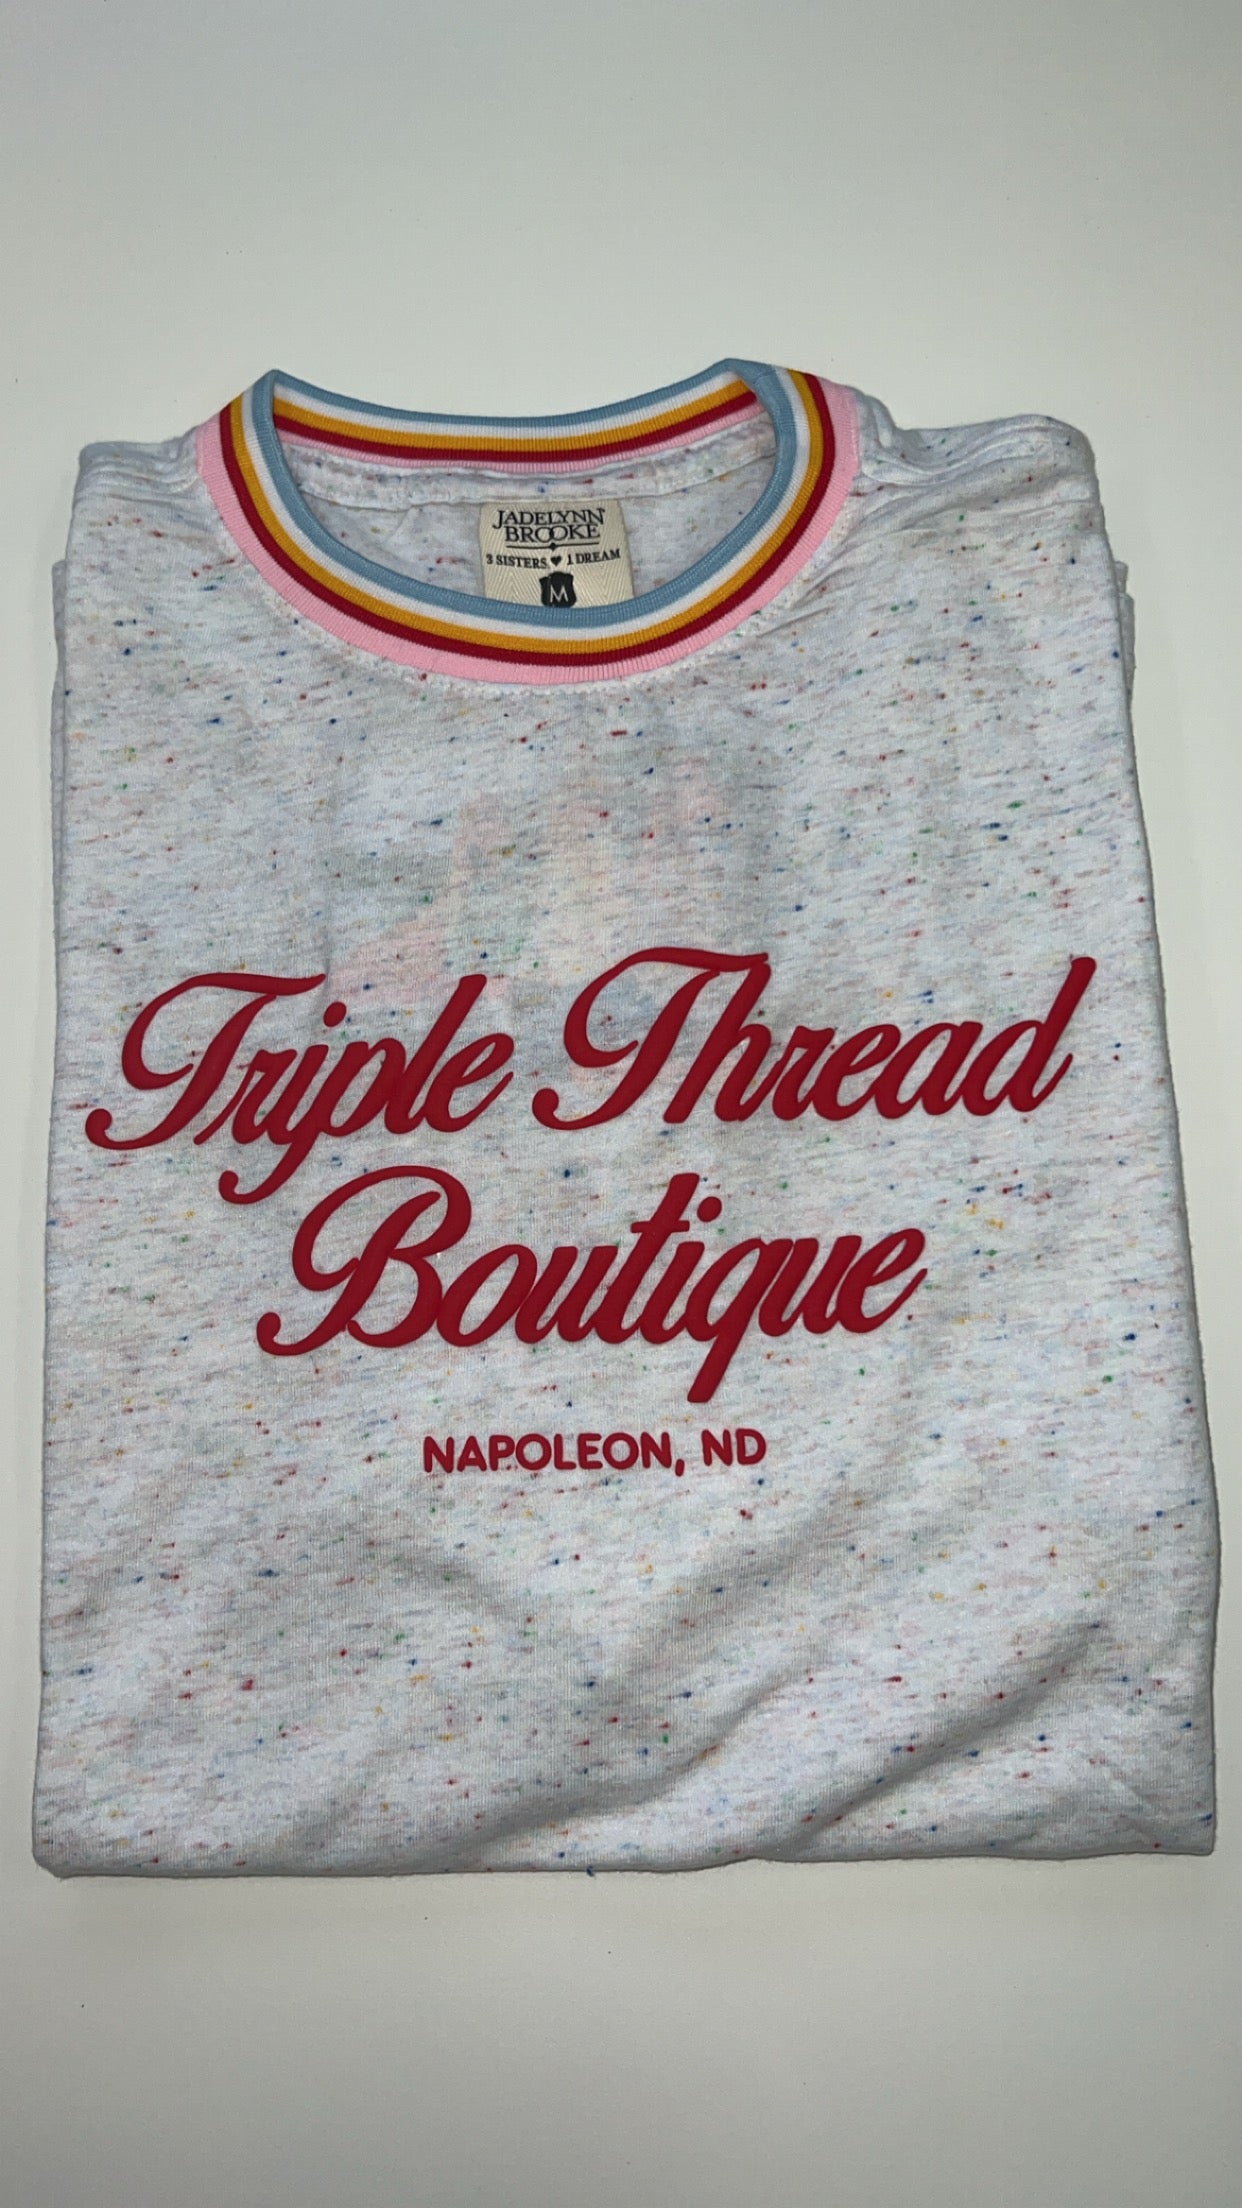 JADELYNN
BROOKE
3 SISTERS ♥ 1 DREAM
M
Triple Thread
Boutique
NAPOLEON, ND